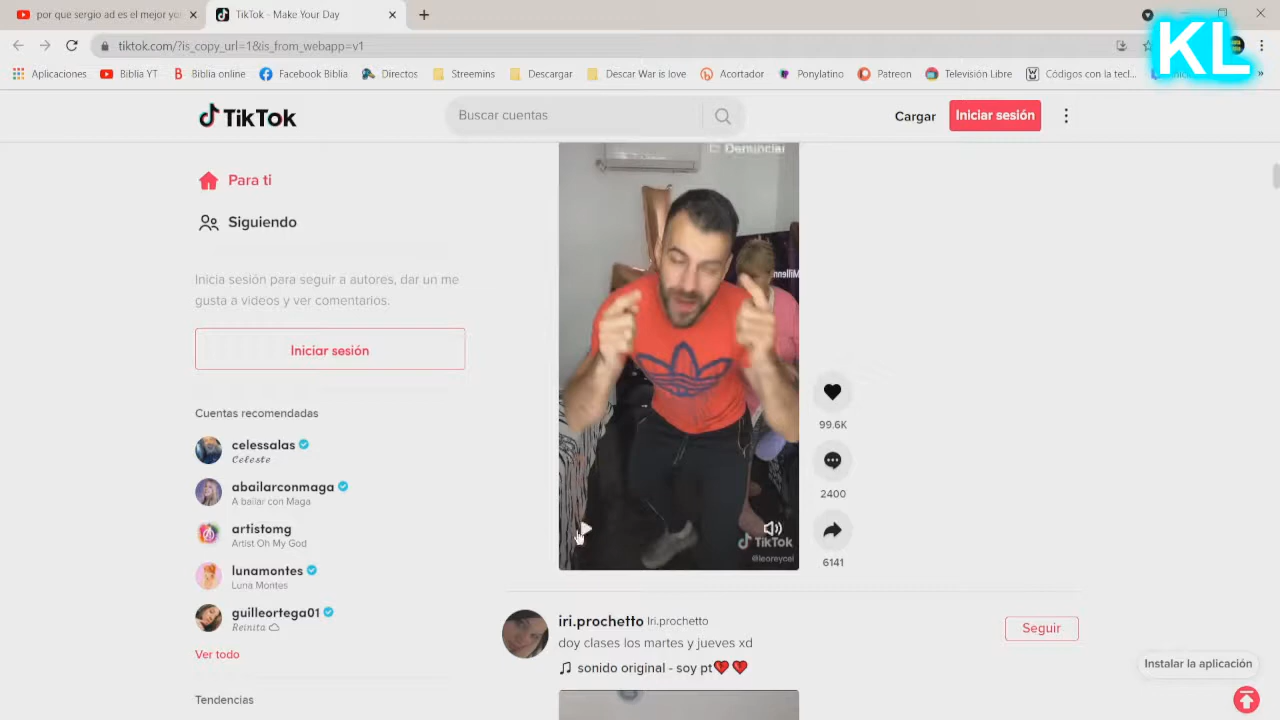 por que sergio ad es el mejor yo
TikTok - Make Your Day
tiktok.com/?is_copy_url=1&is_from_webapp=v1
KL
Aplicaciones
Biblia YT
Biblia online
Facebook Biblia
Directos
Streemins
Descargar
Descar War is love
Acortador
Ponylatino
Patreon
Televisión Libre
Códigos con la tecl...
»
TikTok
Buscar cuentas
Cargar
Iniciar sesión
Denunciar
Para ti
Siguiendo
Inicia sesión para seguir a autores, dar un me
gusta a videos y ver comentarios.
Iniciar sesión
Cuentas recomendadas
celessalas
Celeste
abailarconmaga
A bailar con Maga
artistomg
Artist Oh My God
lunamontes
Luna Montes
guilleortega01
Reinita
Ver todo
Tendencias
99.6K
2400
6141
TikTok
@leoreycai
iri.prochetto Iri.prochetto
doy clases los martes y jueves xd
sonido original - soy pt💔💔
Seguir
Instalar la aplicación